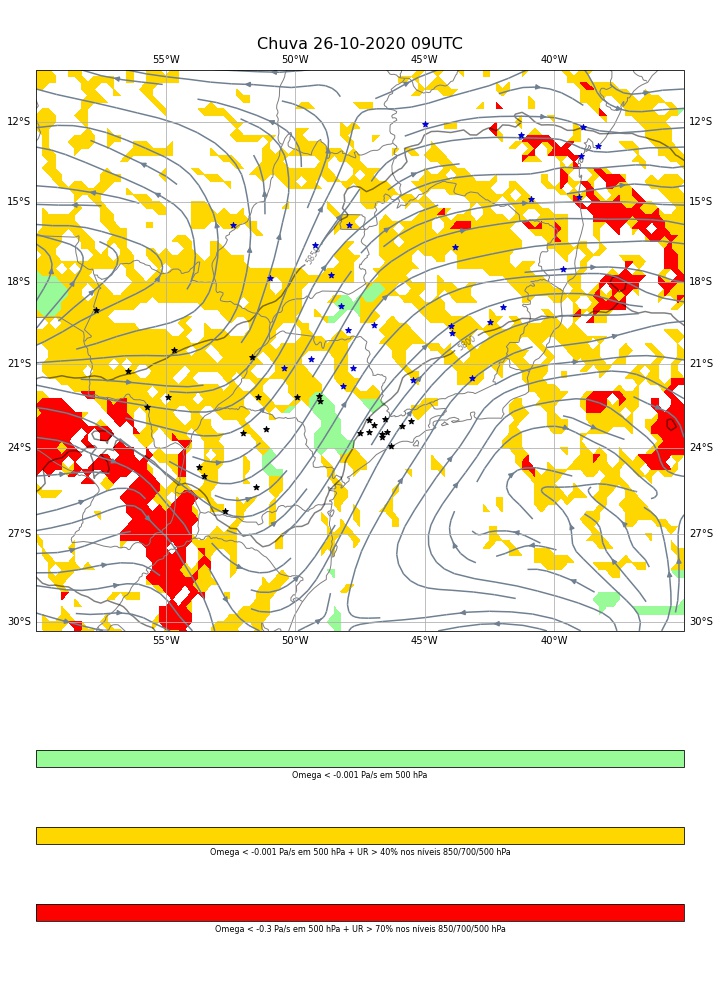 Chuva 26-10-2020 09UTC
55°W 50°W 45°W 40°W
12°S 12°S
15°S 15°S
18°S 18°S
21°S 21°S
24°S 24°S
27°S 27°S
30°S 30°S
55°W 50°W 45°W 40°W
Omega < -0.001 Pa/s em 500 hPa
Omega < -0.001 Pa/s em 500 hPa + UR > 40% nos níveis 850/700/500 hPa
Omega < -0.3 Pa/s em 500 hPa + UR > 70% nos níveis 850/700/500 hPa